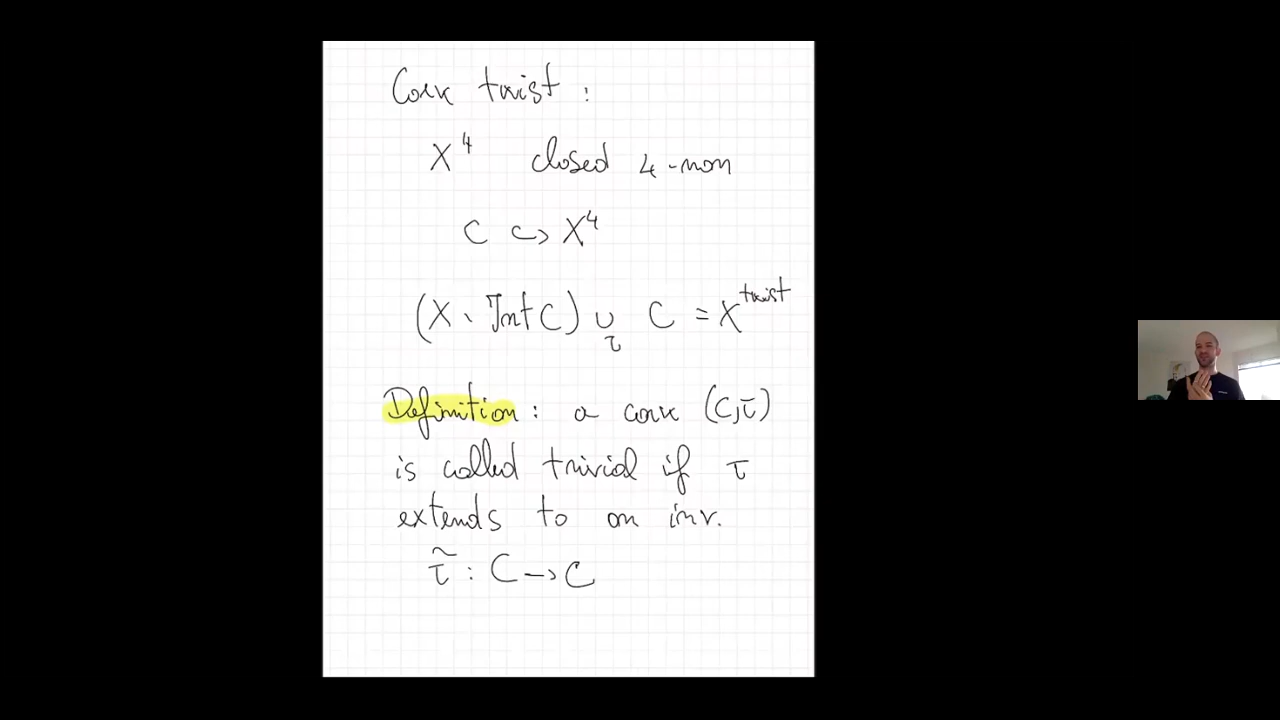 Cork twist :
X⁴ closed 4-man
C ↪ X⁴
(X \ Int C) ∪_τ C = X^twist
Definition : a cork (C, τ)
is called trivial if τ
extends to an inv.
τ̃ : C → C